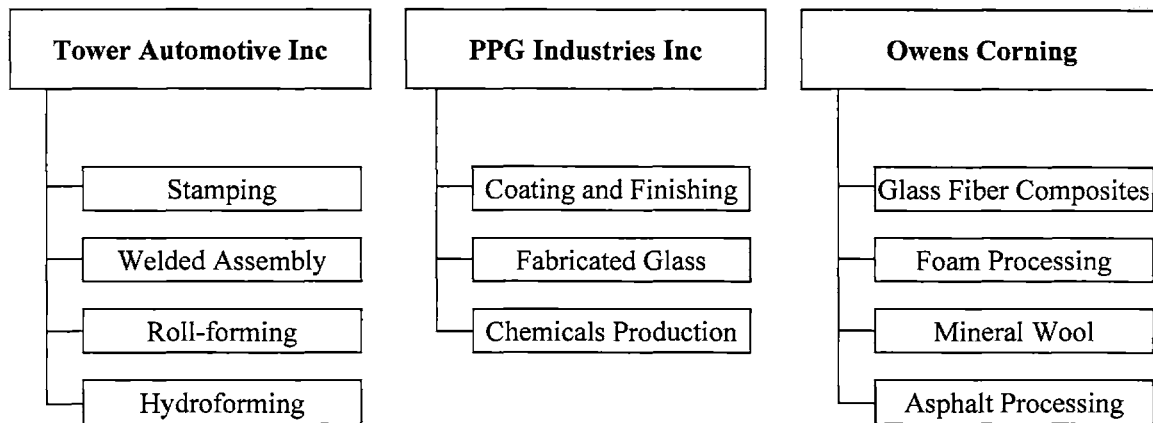 Tower Automotive Inc
Stamping
Welded Assembly
Roll-forming
Hydroforming
PPG Industries Inc
Coating and Finishing
Fabricated Glass
Chemicals Production
Owens Corning
Glass Fiber Composites
Foam Processing
Mineral Wool
Asphalt Processing